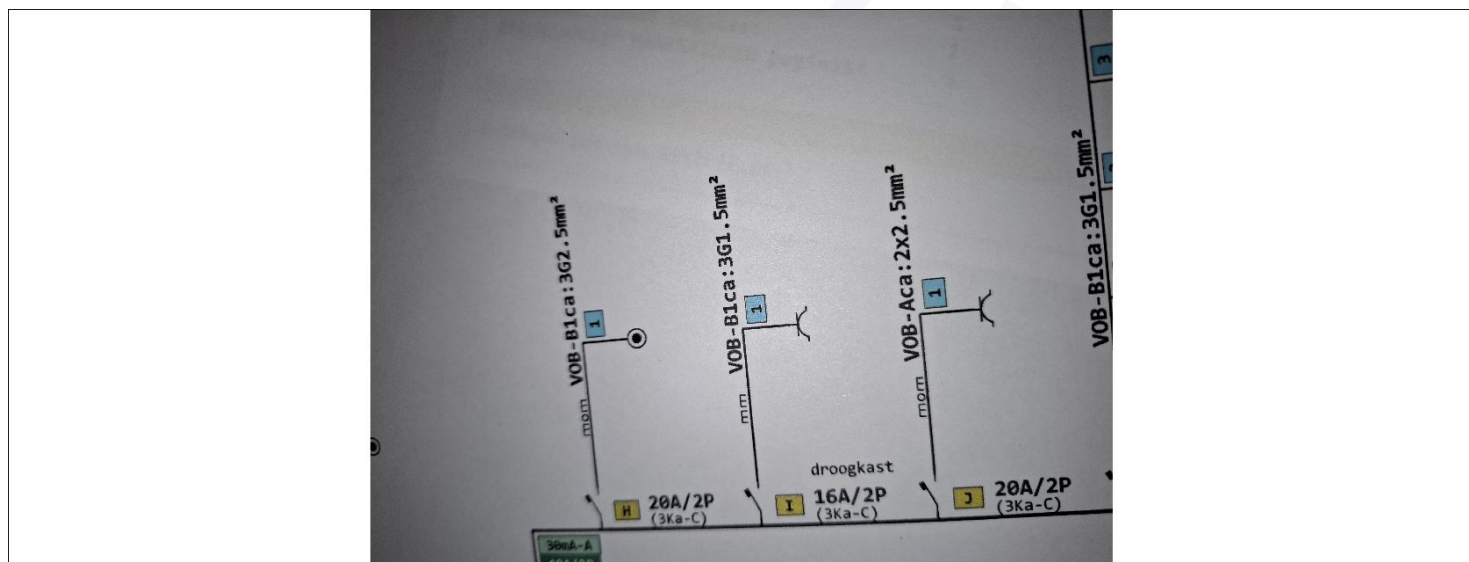 VOB-B1ca:3G2.5mm²
1
mom
H 20A/2P
(3Ka-C)
VOB-B1ca:3G1.5mm²
1
mm
droogkast
I 16A/2P
(3Ka-C)
VOB-Aca:2x2.5mm²
1
mom
J 20A/2P
(3Ka-C)
VOB-B1ca:3G1.5mm²
3
30mA-A